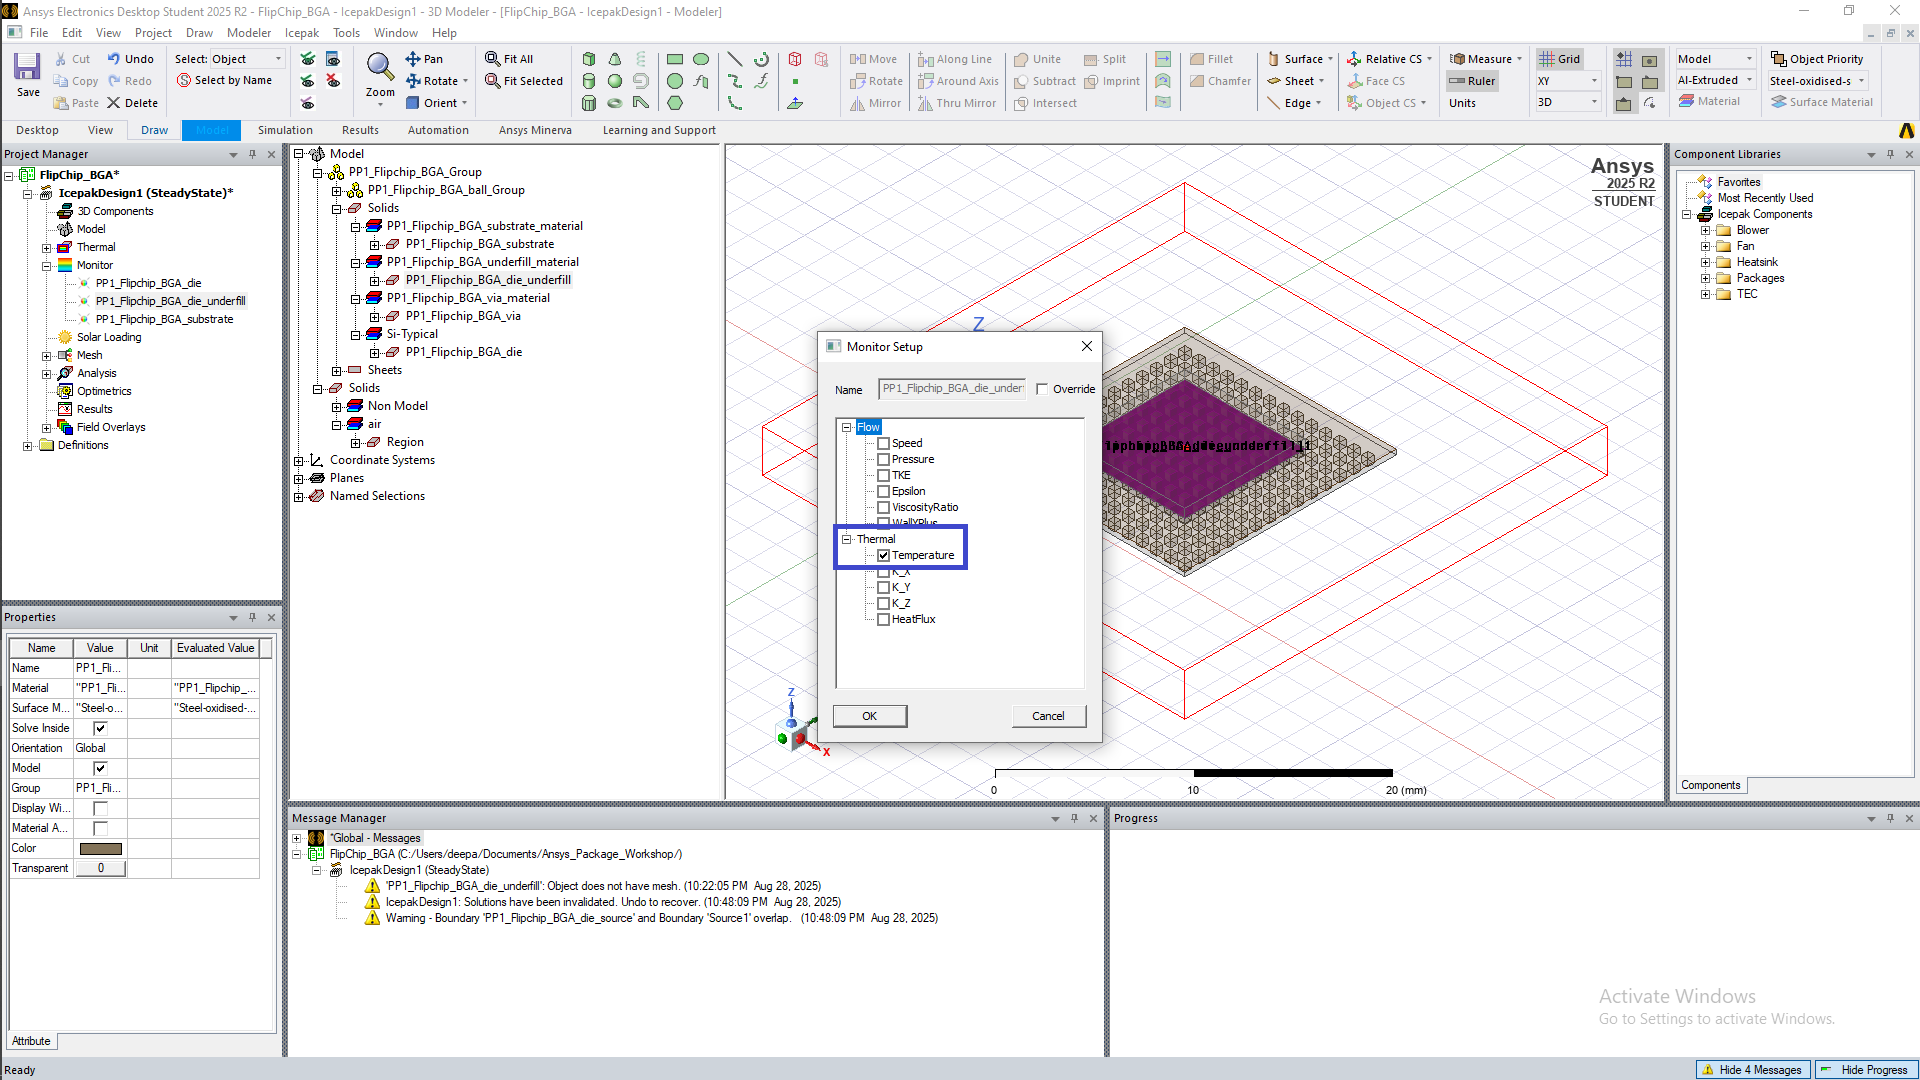 Ansys Electronics Desktop Student 2025 R2 - FlipChip_BGA - IcepakDesign1 - 3D Modeler - [FlipChip_BGA - IcepakDesign1 - Modeler]
File Edit View Project Draw Modeler Icepak Tools Window Help
Save
Cut
Copy
Paste
Undo
Redo
Delete
Select: Object
Select by Name
Zoom
Pan
Rotate
Orient
Fit All
Fit Selected
Move
Rotate
Mirror
Along Line
Around Axis
Thru Mirror
Unite
Subtract
Intersect
Split
Imprint
Fillet
Chamfer
Surface
Sheet
Edge
Relative CS
Face CS
Object CS
Measure
Ruler
Units
Grid
XY
3D
Model
Al-Extruded
Material
Object Priority
Steel-oxidised-s
Surface Material
Desktop View Draw Model Simulation Results Automation Ansys Minerva Learning and Support
Project Manager
FlipChip_BGA*
IcepakDesign1 (SteadyState)*
3D Components
Model
Thermal
Monitor
PP1_Flipchip_BGA_die
PP1_Flipchip_BGA_die_underfill
PP1_Flipchip_BGA_substrate
Solar Loading
Mesh
Analysis
Optimetrics
Results
Field Overlays
Definitions
Model
PP1_Flipchip_BGA_Group
PP1_Flipchip_BGA_ball_Group
Solids
PP1_Flipchip_BGA_substrate_material
PP1_Flipchip_BGA_substrate
PP1_Flipchip_BGA_underfill_material
PP1_Flipchip_BGA_die_underfill
PP1_Flipchip_BGA_via_material
PP1_Flipchip_BGA_via
Si-Typical
PP1_Flipchip_BGA_die
Sheets
Solids
Non Model
air
Region
Coordinate Systems
Planes
Named Selections
Ansys
2025 R2
STUDENT
Z
Monitor Setup
Name PP1_Flipchip_BGA_die_under Override
Flow
Speed
Pressure
TKE
Epsilon
ViscosityRatio
WallYPlus
Thermal
Temperature
K_X
K_Y
K_Z
HeatFlux
OK Cancel
Z
X
0 10 20 (mm)
Component Libraries
Favorites
Most Recently Used
Icepak Components
Blower
Fan
Heatsink
Packages
TEC
Components
Properties
Name Value Unit Evaluated Value
Name PP1_Fli...
Material "PP1_Fli... "PP1_Flipchip_...
Surface M... "Steel-o... "Steel-oxidised-...
Solve Inside
Orientation Global
Model
Group PP1_Fli...
Display Wi...
Material A...
Color
Transparent 0
Attribute
Message Manager
*Global - Messages
FlipChip_BGA (C:/Users/deepa/Documents/Ansys_Package_Workshop/)
IcepakDesign1 (SteadyState)
'PP1_Flipchip_BGA_die_underfill': Object does not have mesh. (10:22:05 PM Aug 28, 2025)
IcepakDesign1: Solutions have been invalidated. Undo to recover. (10:48:09 PM Aug 28, 2025)
Warning - Boundary 'PP1_Flipchip_BGA_die_source' and Boundary 'Source1' overlap. (10:48:09 PM Aug 28, 2025)
Progress
Activate Windows
Go to Settings to activate Windows.
Ready
Hide 4 Messages
Hide Progress